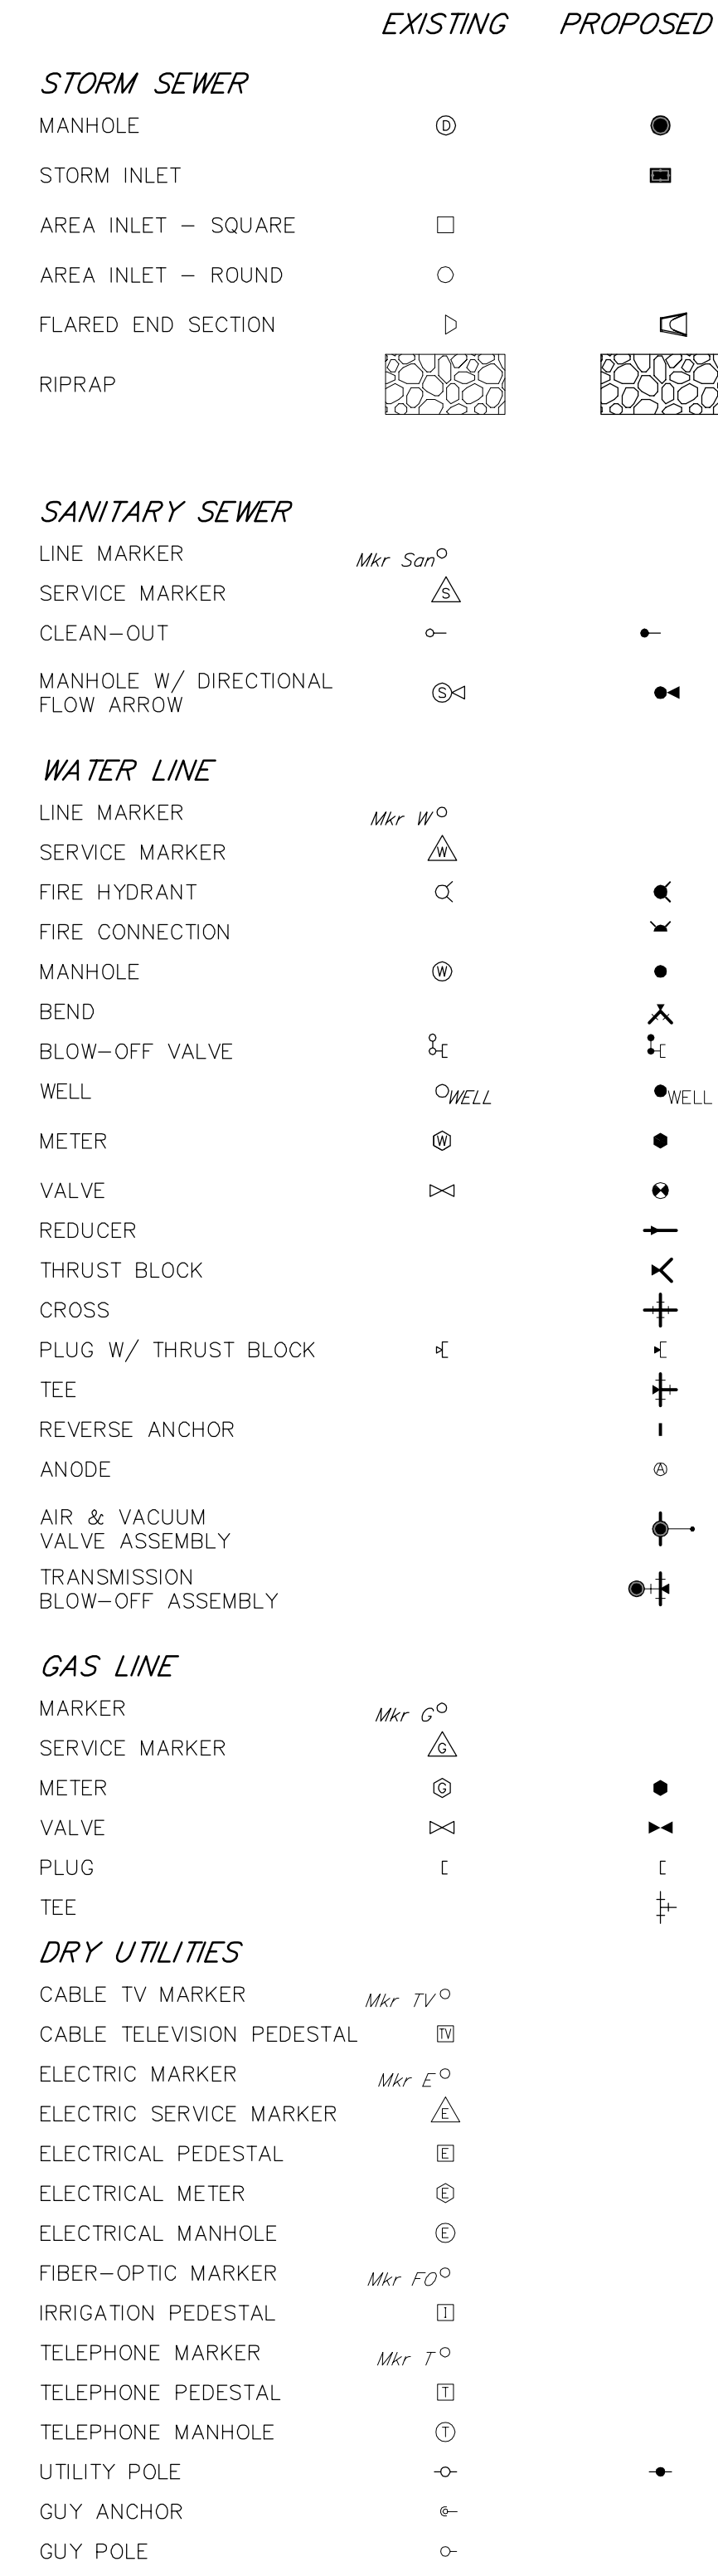 EXISTING PROPOSED
STORM SEWER
MANHOLE D
STORM INLET
AREA INLET – SQUARE
AREA INLET – ROUND
FLARED END SECTION
RIPRAP
SANITARY SEWER
LINE MARKER Mkr San
SERVICE MARKER S
CLEAN–OUT
MANHOLE W/ DIRECTIONAL
FLOW ARROW S
WATER LINE
LINE MARKER Mkr W
SERVICE MARKER W
FIRE HYDRANT
FIRE CONNECTION
MANHOLE W
BEND
BLOW–OFF VALVE
WELL WELL WELL
METER W
VALVE
REDUCER
THRUST BLOCK
CROSS
PLUG W/ THRUST BLOCK
TEE
REVERSE ANCHOR
ANODE A
AIR & VACUUM
VALVE ASSEMBLY
TRANSMISSION
BLOW–OFF ASSEMBLY
GAS LINE
MARKER Mkr G
SERVICE MARKER G
METER G
VALVE
PLUG
TEE
DRY UTILITIES
CABLE TV MARKER Mkr TV
CABLE TELEVISION PEDESTAL TV
ELECTRIC MARKER Mkr E
ELECTRIC SERVICE MARKER E
ELECTRICAL PEDESTAL E
ELECTRICAL METER E
ELECTRICAL MANHOLE E
FIBER–OPTIC MARKER Mkr FO
IRRIGATION PEDESTAL I
TELEPHONE MARKER Mkr T
TELEPHONE PEDESTAL T
TELEPHONE MANHOLE T
UTILITY POLE
GUY ANCHOR
GUY POLE